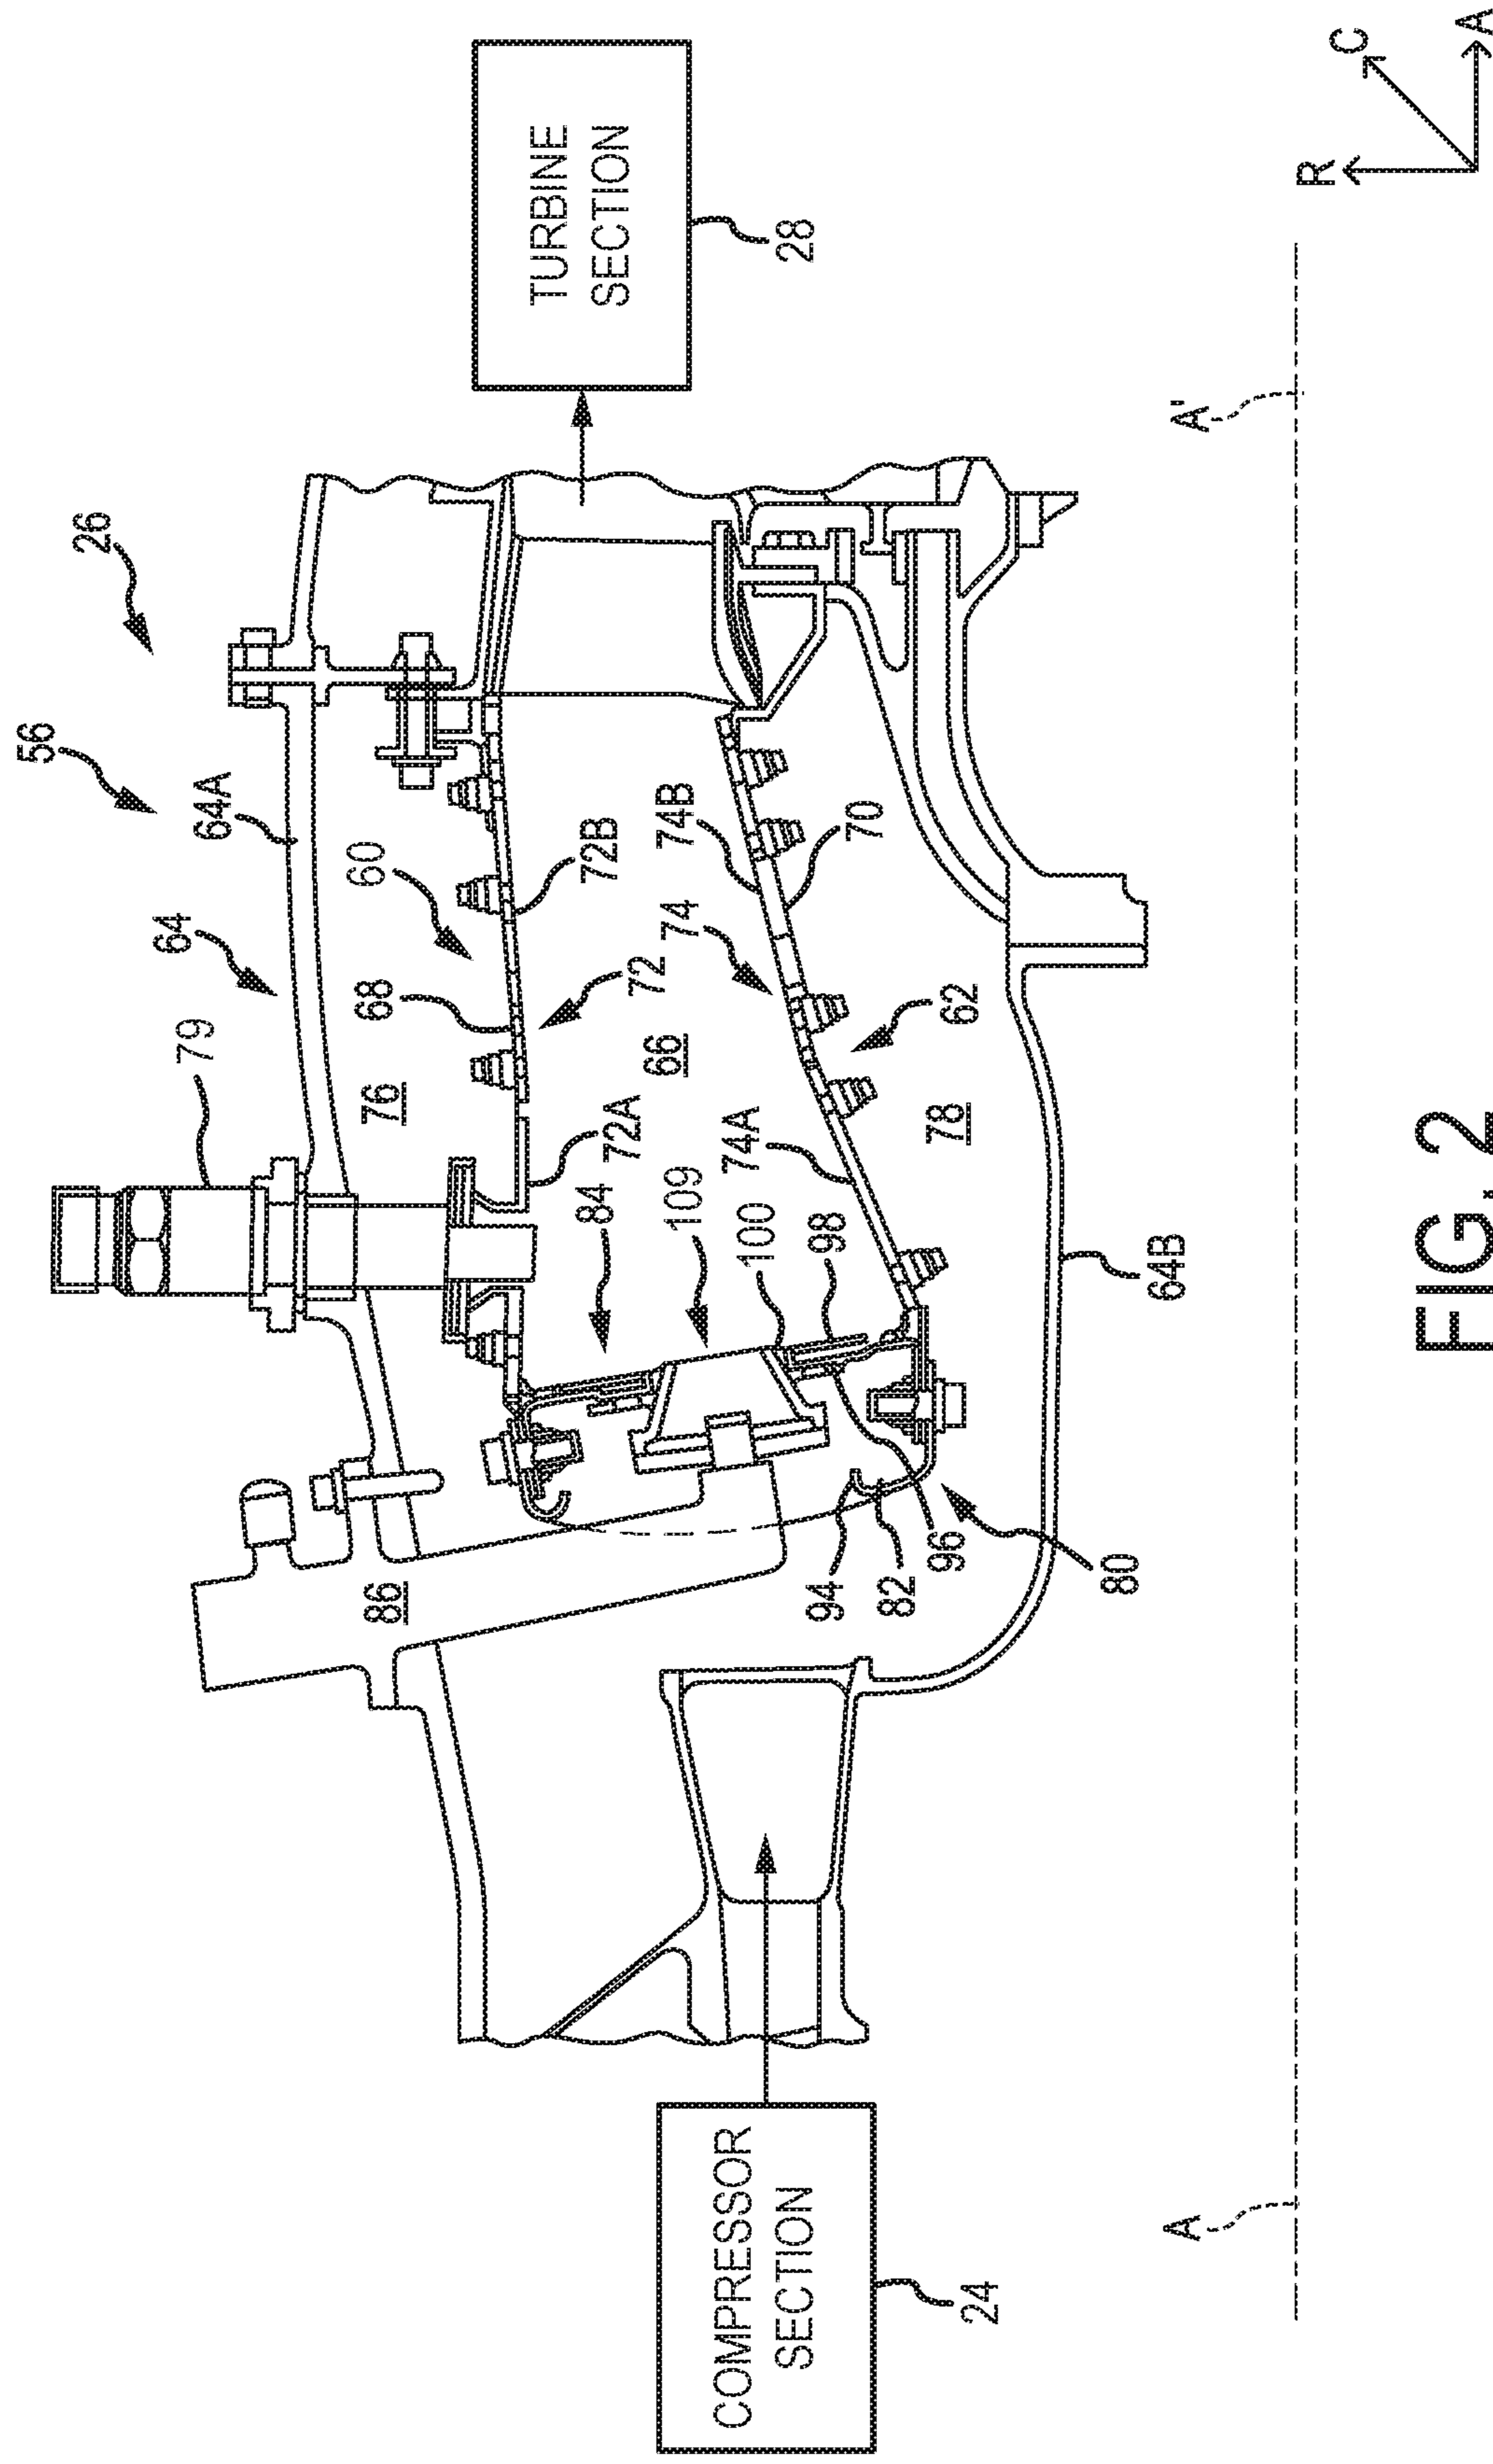 26
56
64A
64
79
60
72B
68
72
76
66
74B
70
74
62
78
72A
74A
84
109
100
98
64B
86
94
82
96
80
TURBINE
SECTION
28
COMPRESSOR
SECTION
24
A
A'
R
C
A
FIG. 2